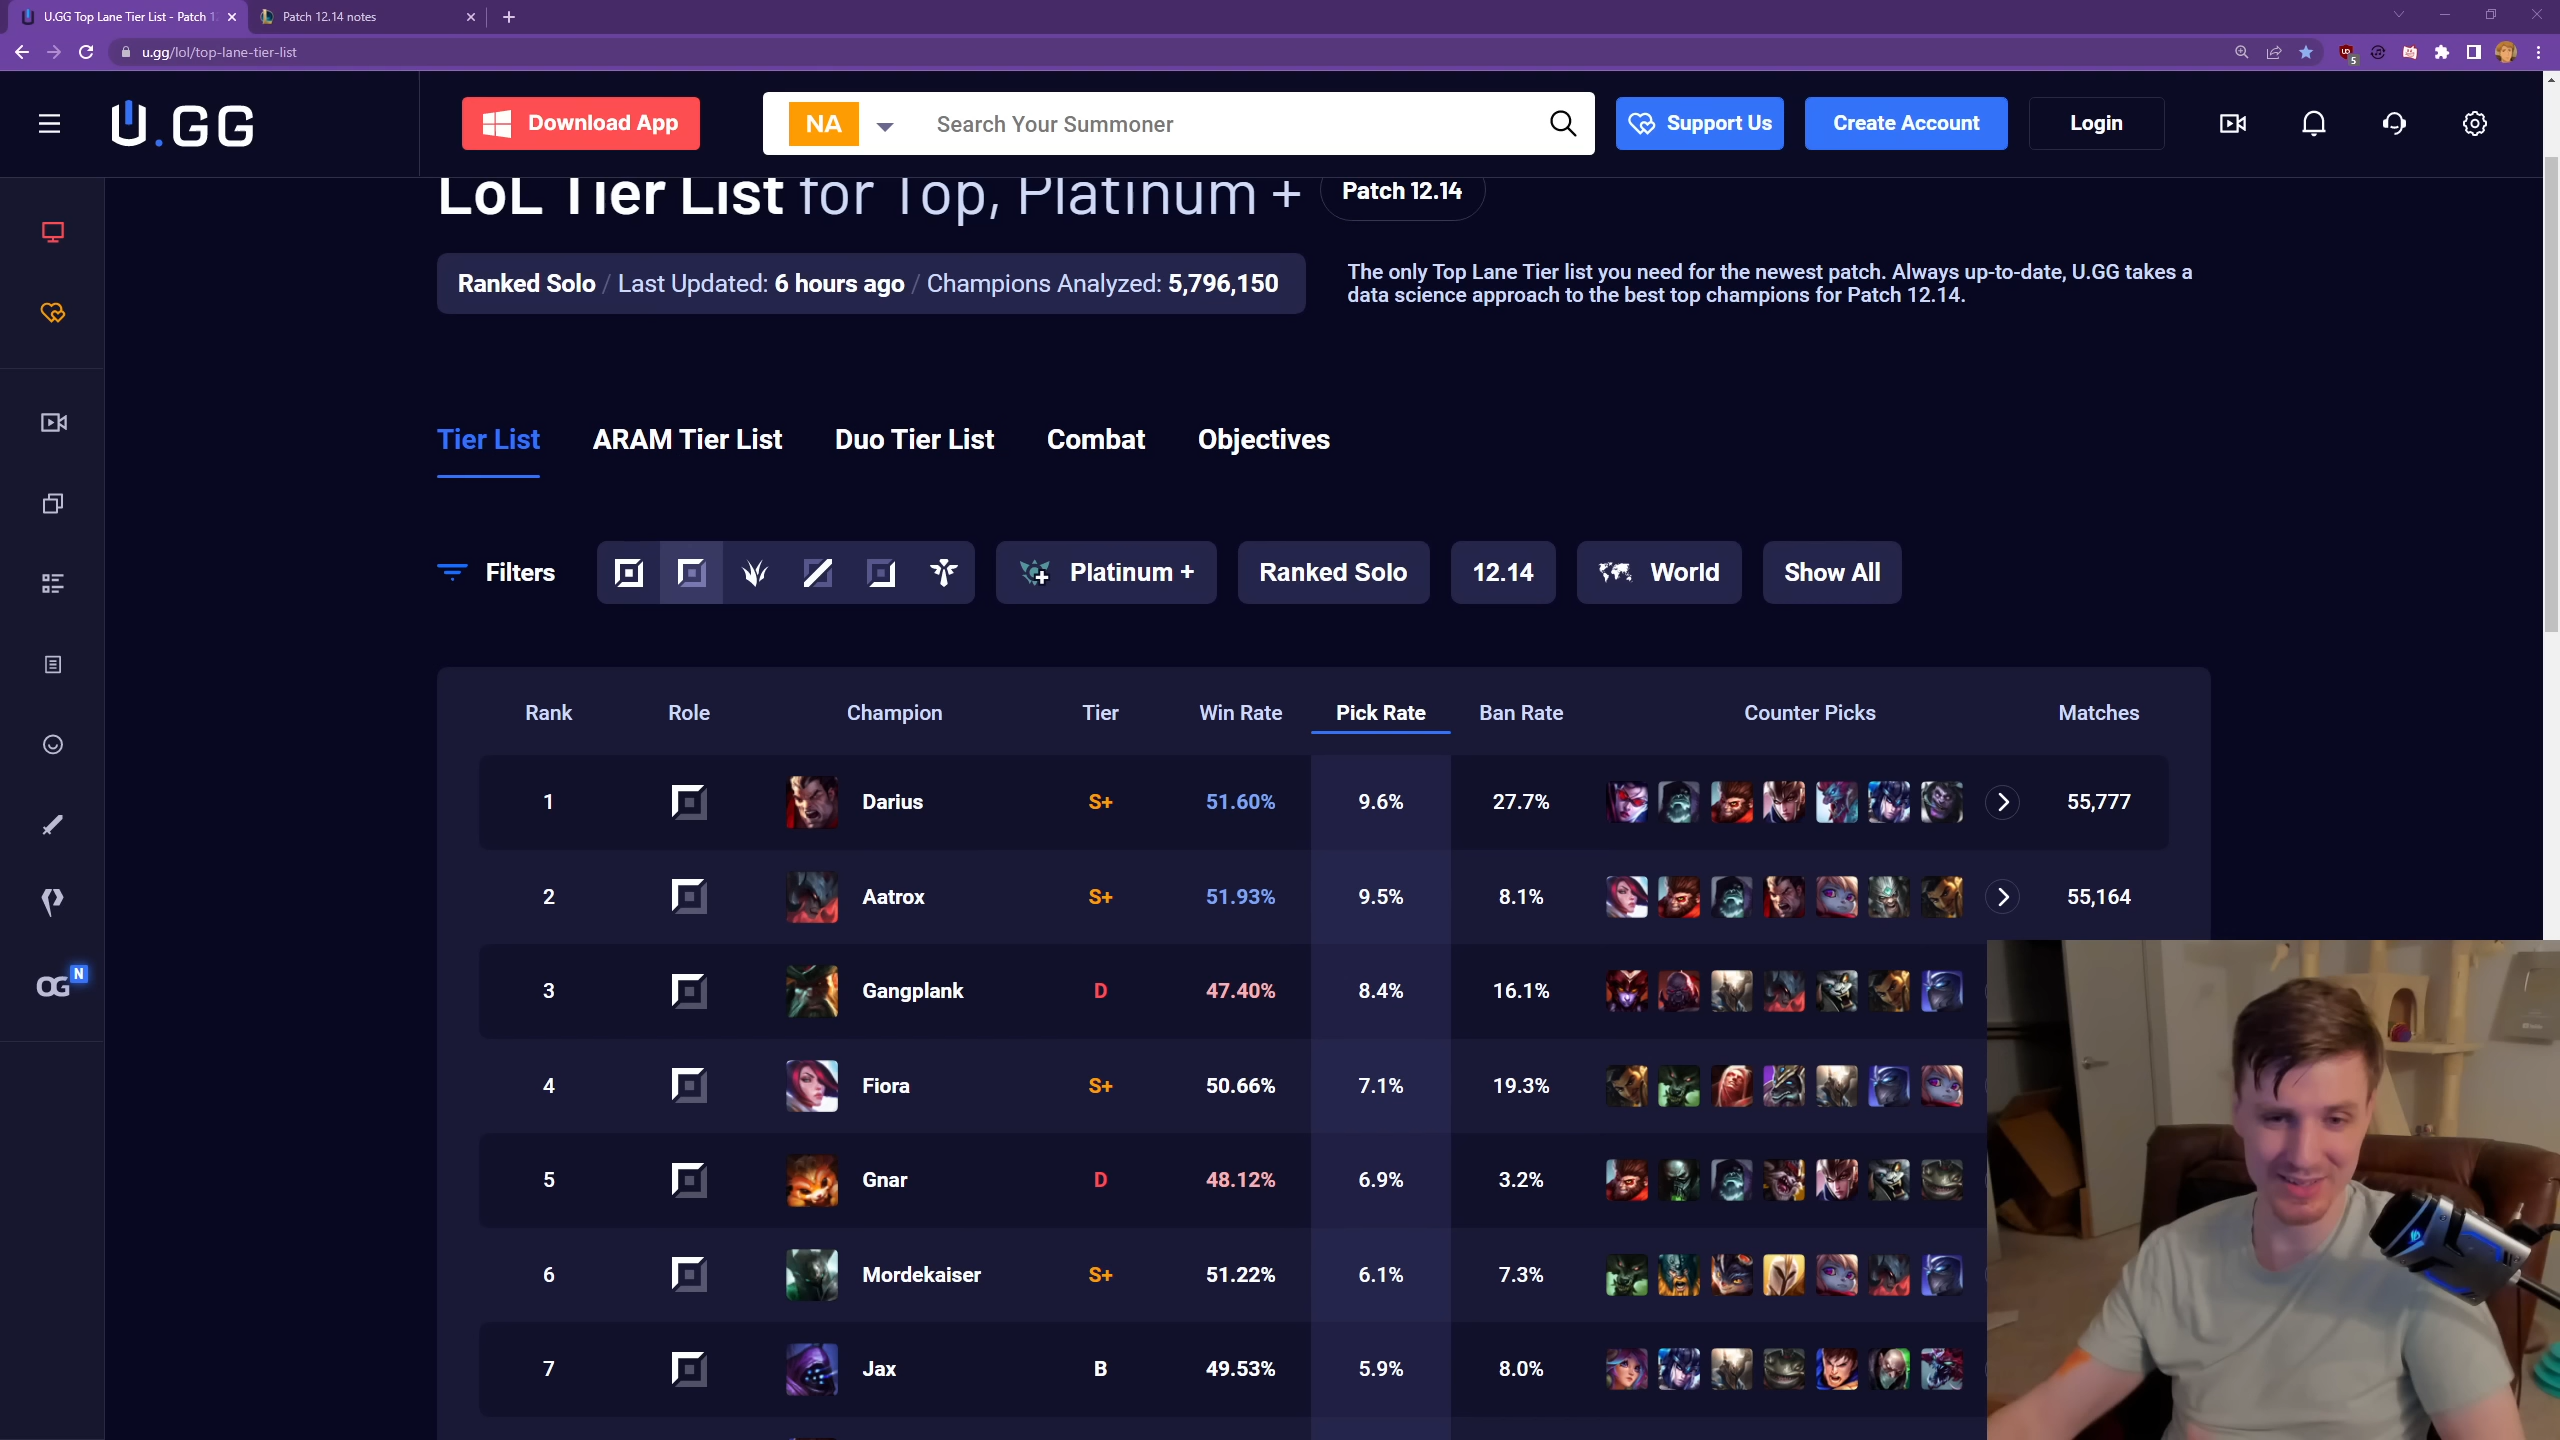 U.GG Top Lane Tier List - Patch 1
Patch 12.14 notes
u.gg/lol/top-lane-tier-list
5
U.GG
Download App
NA
Search Your Summoner
Support Us
Create Account
Login
LoL Tier List for Top, Platinum +
Patch 12.14
Ranked Solo / Last Updated: 6 hours ago / Champions Analyzed: 5,796,150
The only Top Lane Tier list you need for the newest patch. Always up-to-date, U.GG takes a
data science approach to the best top champions for Patch 12.14.
Tier List ARAM Tier List Duo Tier List Combat Objectives
Filters Platinum + Ranked Solo 12.14 World Show All
Rank Role Champion Tier Win Rate Pick Rate Ban Rate Counter Picks Matches
1 Darius S+ 51.60% 9.6% 27.7% 55,777
2 Aatrox S+ 51.93% 9.5% 8.1% 55,164
OG N
3 Gangplank D 47.40% 8.4% 16.1%
4 Fiora S+ 50.66% 7.1% 19.3%
5 Gnar D 48.12% 6.9% 3.2%
6 Mordekaiser S+ 51.22% 6.1% 7.3%
7 Jax B 49.53% 5.9% 8.0%